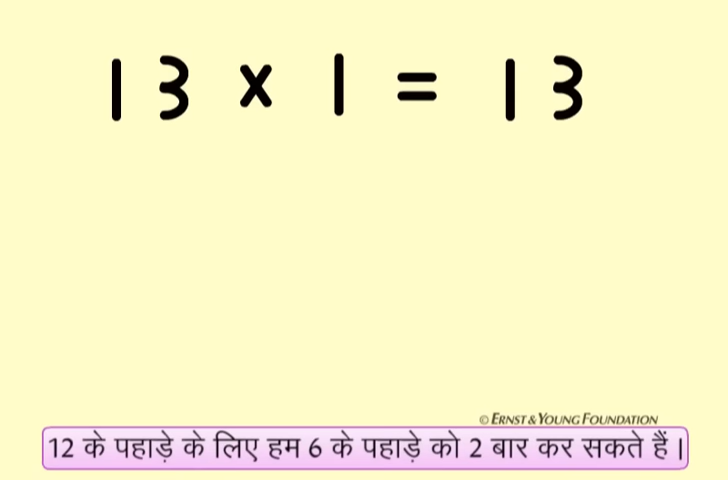 13 x 1 = 13
© ERNST & YOUNG FOUNDATION
12 के पहाड़े के लिए हम 6 के पहाड़े को 2 बार कर सकते हैं |